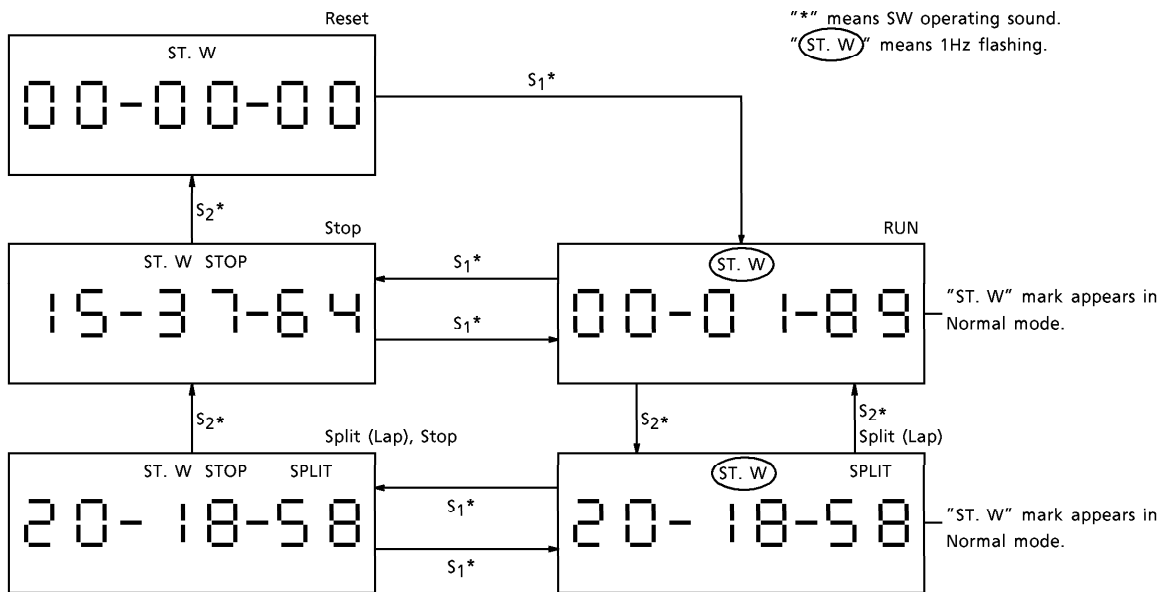 Reset
"*" means SW operating sound.
"ST. W" means 1Hz flashing.
ST. W
00-00-00
S1*
S2*
Stop
RUN
ST. W STOP
15-37-64
S1*
S1*
ST. W
00-01-89
"ST. W" mark appears in
Normal mode.
S2*
S2*
S2*
Split (Lap), Stop
Split (Lap)
ST. W STOP SPLIT
20-18-58
S1*
S1*
ST. W SPLIT
20-18-58
"ST. W" mark appears in
Normal mode.